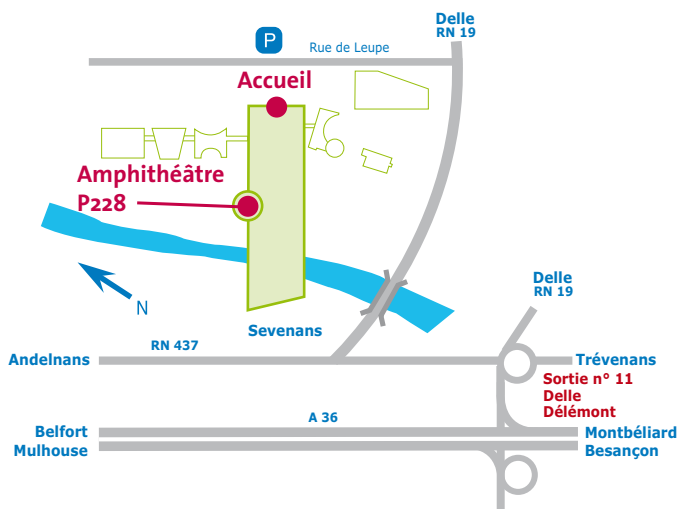 Delle
RN 19
P
Rue de Leupe
Accueil
Amphithéâtre
P228
N
Sevenans
RN 437
Andelnans
Delle
RN 19
Trévenans
Sortie n° 11
Delle
Délémont
A 36
Belfort
Mulhouse
Montbéliard
Besançon